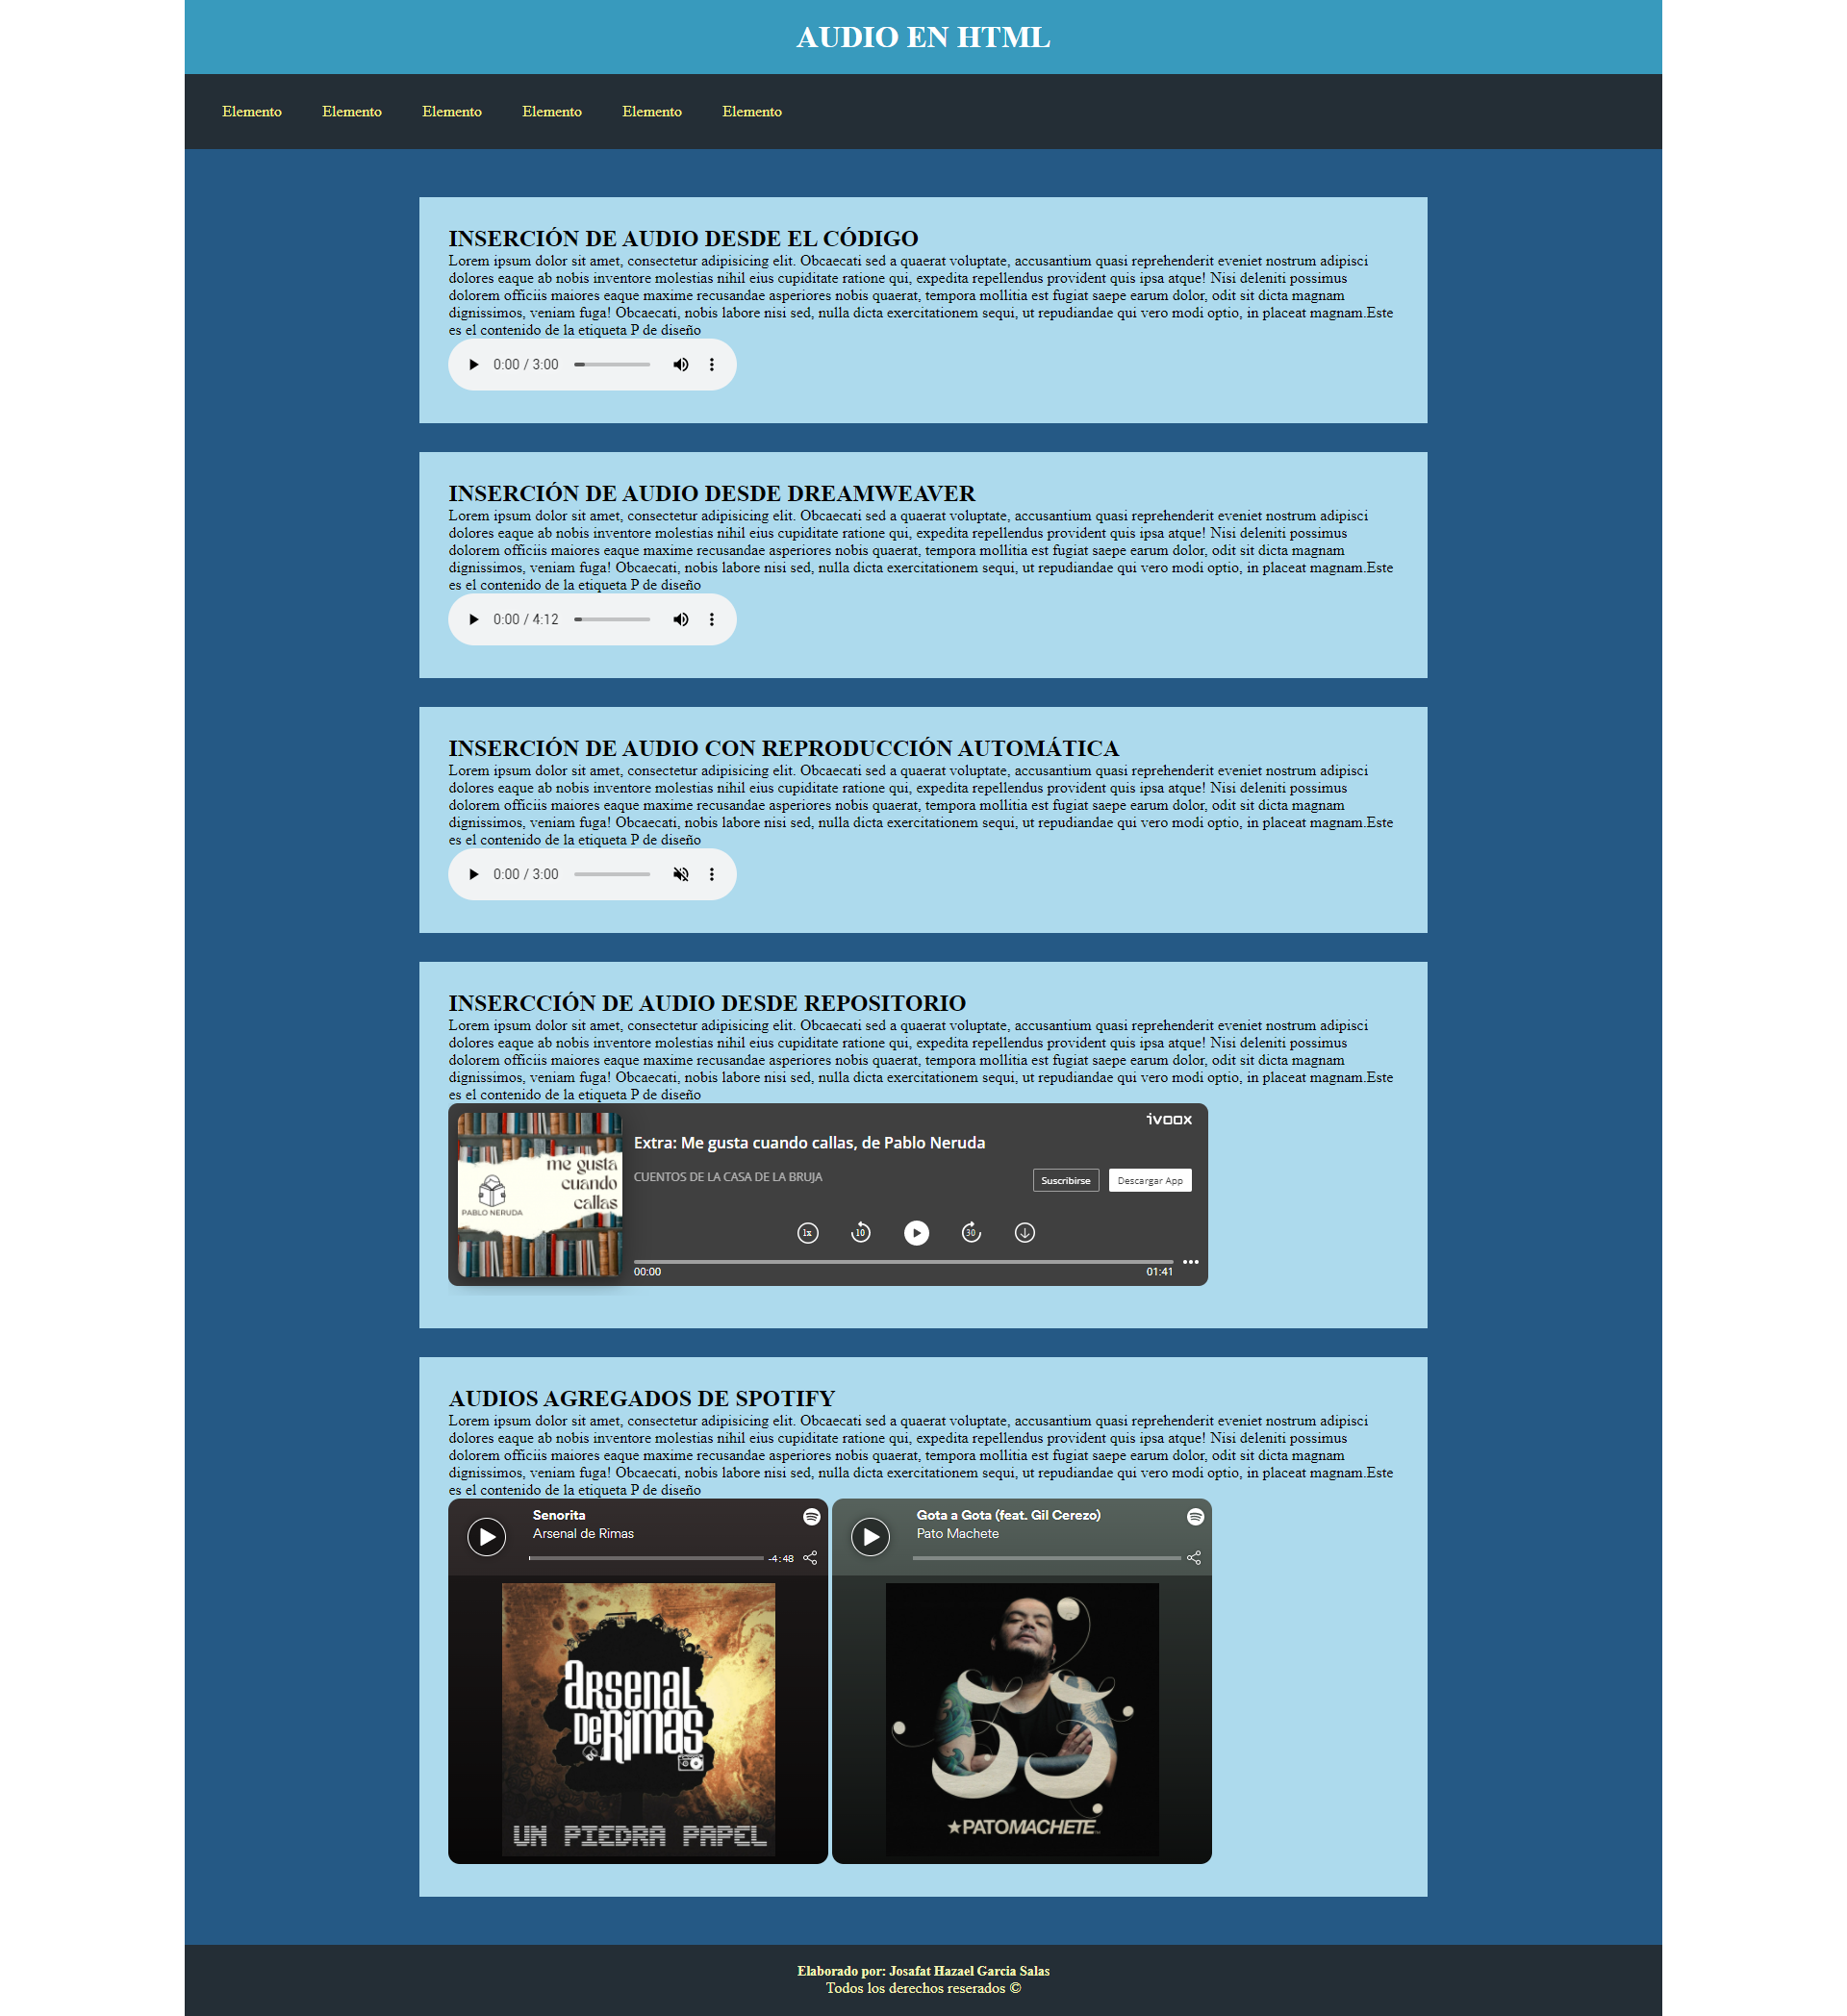 AUDIO EN HTML
Elemento Elemento Elemento Elemento Elemento Elemento
INSERCIÓN DE AUDIO DESDE EL CÓDIGO
Lorem ipsum dolor sit amet, consectetur adipisicing elit. Obcaecati sed a quaerat voluptate, accusantium quasi reprehenderit eveniet nostrum adipisci
dolores eaque ab nobis inventore molestias nihil eius cupiditate ratione qui, expedita repellendus provident quis ipsa atque! Nisi deleniti possimus
dolorem officiis maiores eaque maxime recusandae asperiores nobis quaerat, tempora mollitia est fugiat saepe earum dolor, odit sit dicta magnam
dignissimos, veniam fuga! Obcaecati, nobis labore nisi sed, nulla dicta exercitationem sequi, ut repudiandae qui vero modi optio, in placeat magnam.Este
es el contenido de la etiqueta P de diseño
0:00 / 3:00
INSERCIÓN DE AUDIO DESDE DREAMWEAVER
Lorem ipsum dolor sit amet, consectetur adipisicing elit. Obcaecati sed a quaerat voluptate, accusantium quasi reprehenderit eveniet nostrum adipisci
dolores eaque ab nobis inventore molestias nihil eius cupiditate ratione qui, expedita repellendus provident quis ipsa atque! Nisi deleniti possimus
dolorem officiis maiores eaque maxime recusandae asperiores nobis quaerat, tempora mollitia est fugiat saepe earum dolor, odit sit dicta magnam
dignissimos, veniam fuga! Obcaecati, nobis labore nisi sed, nulla dicta exercitationem sequi, ut repudiandae qui vero modi optio, in placeat magnam.Este
es el contenido de la etiqueta P de diseño
0:00 / 4:12
INSERCIÓN DE AUDIO CON REPRODUCCIÓN AUTOMÁTICA
Lorem ipsum dolor sit amet, consectetur adipisicing elit. Obcaecati sed a quaerat voluptate, accusantium quasi reprehenderit eveniet nostrum adipisci
dolores eaque ab nobis inventore molestias nihil eius cupiditate ratione qui, expedita repellendus provident quis ipsa atque! Nisi deleniti possimus
dolorem officiis maiores eaque maxime recusandae asperiores nobis quaerat, tempora mollitia est fugiat saepe earum dolor, odit sit dicta magnam
dignissimos, veniam fuga! Obcaecati, nobis labore nisi sed, nulla dicta exercitationem sequi, ut repudiandae qui vero modi optio, in placeat magnam.Este
es el contenido de la etiqueta P de diseño
0:00 / 3:00
INSERCCIÓN DE AUDIO DESDE REPOSITORIO
Lorem ipsum dolor sit amet, consectetur adipisicing elit. Obcaecati sed a quaerat voluptate, accusantium quasi reprehenderit eveniet nostrum adipisci
dolores eaque ab nobis inventore molestias nihil eius cupiditate ratione qui, expedita repellendus provident quis ipsa atque! Nisi deleniti possimus
dolorem officiis maiores eaque maxime recusandae asperiores nobis quaerat, tempora mollitia est fugiat saepe earum dolor, odit sit dicta magnam
dignissimos, veniam fuga! Obcaecati, nobis labore nisi sed, nulla dicta exercitationem sequi, ut repudiandae qui vero modi optio, in placeat magnam.Este
es el contenido de la etiqueta P de diseño
me gusta
cuando
callas
PABLO NERUDA
ivoox
Extra: Me gusta cuando callas, de Pablo Neruda
CUENTOS DE LA CASA DE LA BRUJA
Suscribirse Descargar App
1x 10 30
00:00 01:41
AUDIOS AGREGADOS DE SPOTIFY
Lorem ipsum dolor sit amet, consectetur adipisicing elit. Obcaecati sed a quaerat voluptate, accusantium quasi reprehenderit eveniet nostrum adipisci
dolores eaque ab nobis inventore molestias nihil eius cupiditate ratione qui, expedita repellendus provident quis ipsa atque! Nisi deleniti possimus
dolorem officiis maiores eaque maxime recusandae asperiores nobis quaerat, tempora mollitia est fugiat saepe earum dolor, odit sit dicta magnam
dignissimos, veniam fuga! Obcaecati, nobis labore nisi sed, nulla dicta exercitationem sequi, ut repudiandae qui vero modi optio, in placeat magnam.Este
es el contenido de la etiqueta P de diseño
Senorita
Arsenal de Rimas
-4:48
ARSENAL
DE RIMAS
UN PIEDRA PAPEL
Gota a Gota (feat. Gil Cerezo)
Pato Machete
33
★PATOMACHETE
Elaborado por: Josafat Hazael Garcia Salas
Todos los derechos reserados ©